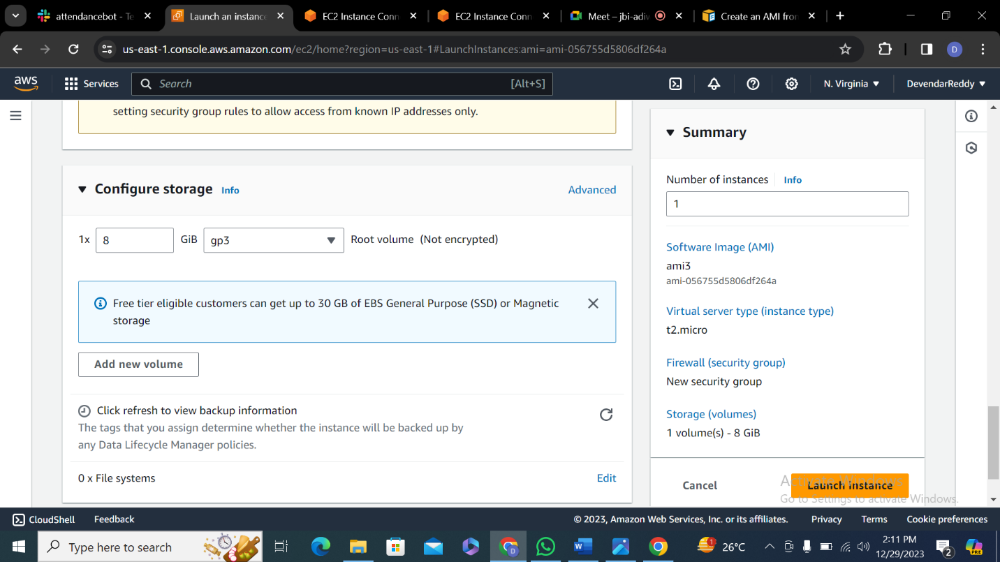 attendancebot - Te
Launch an instance
EC2 Instance Conn
EC2 Instance Conn
Meet – jbi-adiv
Create an AMI from
us-east-1.console.aws.amazon.com/ec2/home?region=us-east-1#LaunchInstances:ami=ami-056755d5806df264a
D
aws
Services
Search
[Alt+S]
N. Virginia
DevendarReddy
setting security group rules to allow access from known IP addresses only.
Configure storage Info
Advanced
1x 8 GiB gp3 Root volume (Not encrypted)
Free tier eligible customers can get up to 30 GB of EBS General Purpose (SSD) or Magnetic
storage
Add new volume
Click refresh to view backup information
The tags that you assign determine whether the instance will be backed up by
any Data Lifecycle Manager policies.
0 x File systems
Edit
Summary
Number of instances Info
1
Software Image (AMI)
ami3
ami-056755d5806df264a
Virtual server type (instance type)
t2.micro
Firewall (security group)
New security group
Storage (volumes)
1 volume(s) - 8 GiB
Cancel
Launch instance
Go to Settings to activate Windows.
CloudShell
Feedback
© 2023, Amazon Web Services, Inc. or its affiliates.
Privacy
Terms
Cookie preferences
Type here to search
D
1
26°C
2:11 PM
12/29/2023
2
PRE